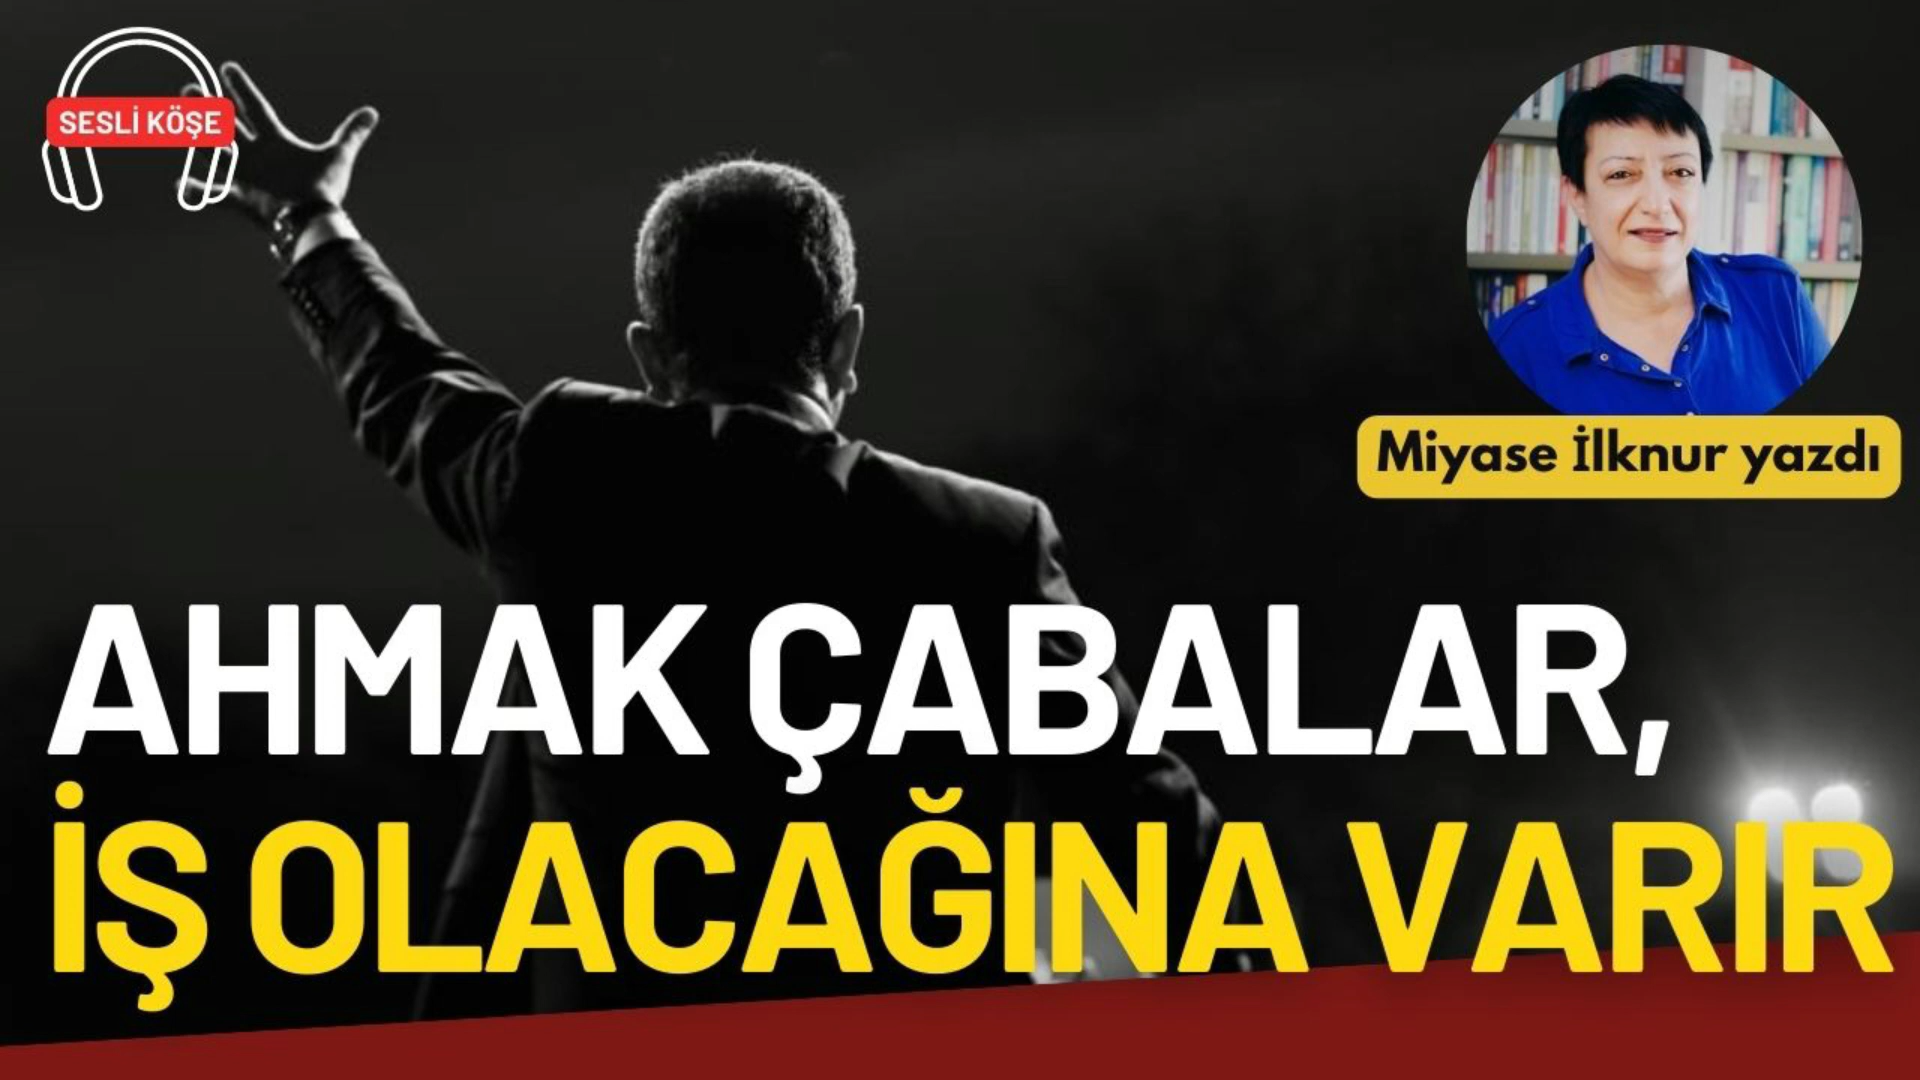 SESLİ KÖŞE
Miyase İlknur yazdı
AHMAK ÇABALAR,
İŞ OLACAĞINA VARIR